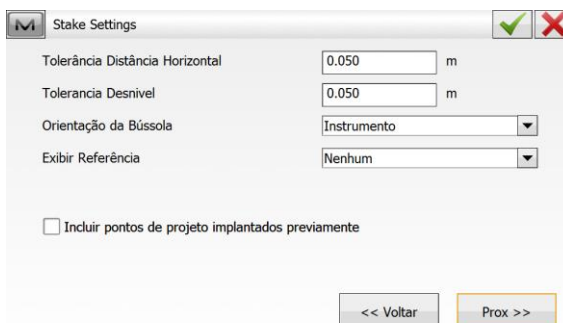 Stake Settings
Tolerância Distância Horizontal 0.050 m
Tolerancia Desnivel 0.050 m
Orientação da Bússola Instrumento
Exibir Referência Nenhum
Incluir pontos de projeto implantados previamente
<< Voltar Prox >>